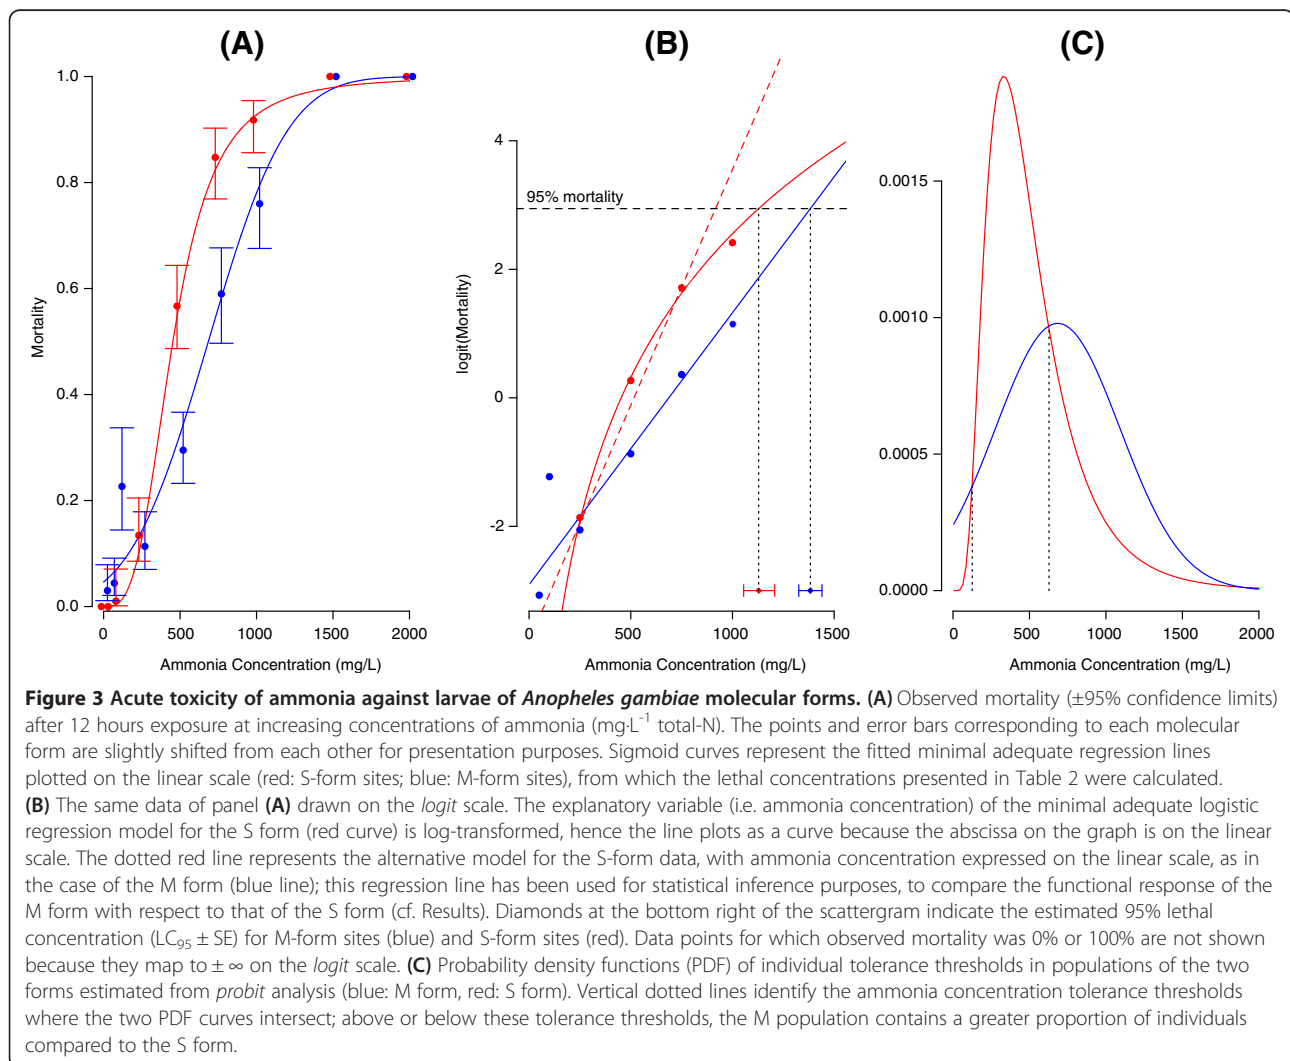 (A)
(B)
(C)
1.0
0.8
0.6
0.4
0.2
0.0
Mortality
0
500
1000
1500
2000
Ammonia Concentration (mg/L)
4
2
0
-2
logit(Mortality)
95% mortality
0
500
1000
1500
Ammonia Concentration (mg/L)
0.0015
0.0010
0.0005
0.0000
0
500
1000
1500
2000
Ammonia Concentration (mg/L)
Figure 3 Acute toxicity of ammonia against larvae of Anopheles gambiae molecular forms. (A) Observed mortality (±95% confidence limits)
after 12 hours exposure at increasing concentrations of ammonia (mg·L⁻¹ total-N). The points and error bars corresponding to each molecular
form are slightly shifted from each other for presentation purposes. Sigmoid curves represent the fitted minimal adequate regression lines
plotted on the linear scale (red: S-form sites; blue: M-form sites), from which the lethal concentrations presented in Table 2 were calculated.
(B) The same data of panel (A) drawn on the logit scale. The explanatory variable (i.e. ammonia concentration) of the minimal adequate logistic
regression model for the S form (red curve) is log-transformed, hence the line plots as a curve because the abscissa on the graph is on the linear
scale. The dotted red line represents the alternative model for the S-form data, with ammonia concentration expressed on the linear scale, as in
the case of the M form (blue line); this regression line has been used for statistical inference purposes, to compare the functional response of the
M form with respect to that of the S form (cf. Results). Diamonds at the bottom right of the scattergram indicate the estimated 95% lethal
concentration (LC₉₅ ± SE) for M-form sites (blue) and S-form sites (red). Data points for which observed mortality was 0% or 100% are not shown
because they map to ± ∞ on the logit scale. (C) Probability density functions (PDF) of individual tolerance thresholds in populations of the two
forms estimated from probit analysis (blue: M form, red: S form). Vertical dotted lines identify the ammonia concentration tolerance thresholds
where the two PDF curves intersect; above or below these tolerance thresholds, the M population contains a greater proportion of individuals
compared to the S form.